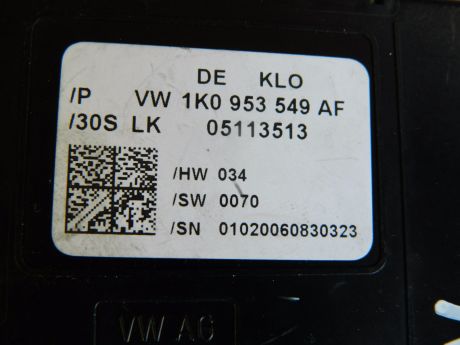 DE KLO
/P VW 1K0 953 549 AF
/30S LK 05113513
/HW 034
/SW 0070
/SN 01020060830323
VW AG